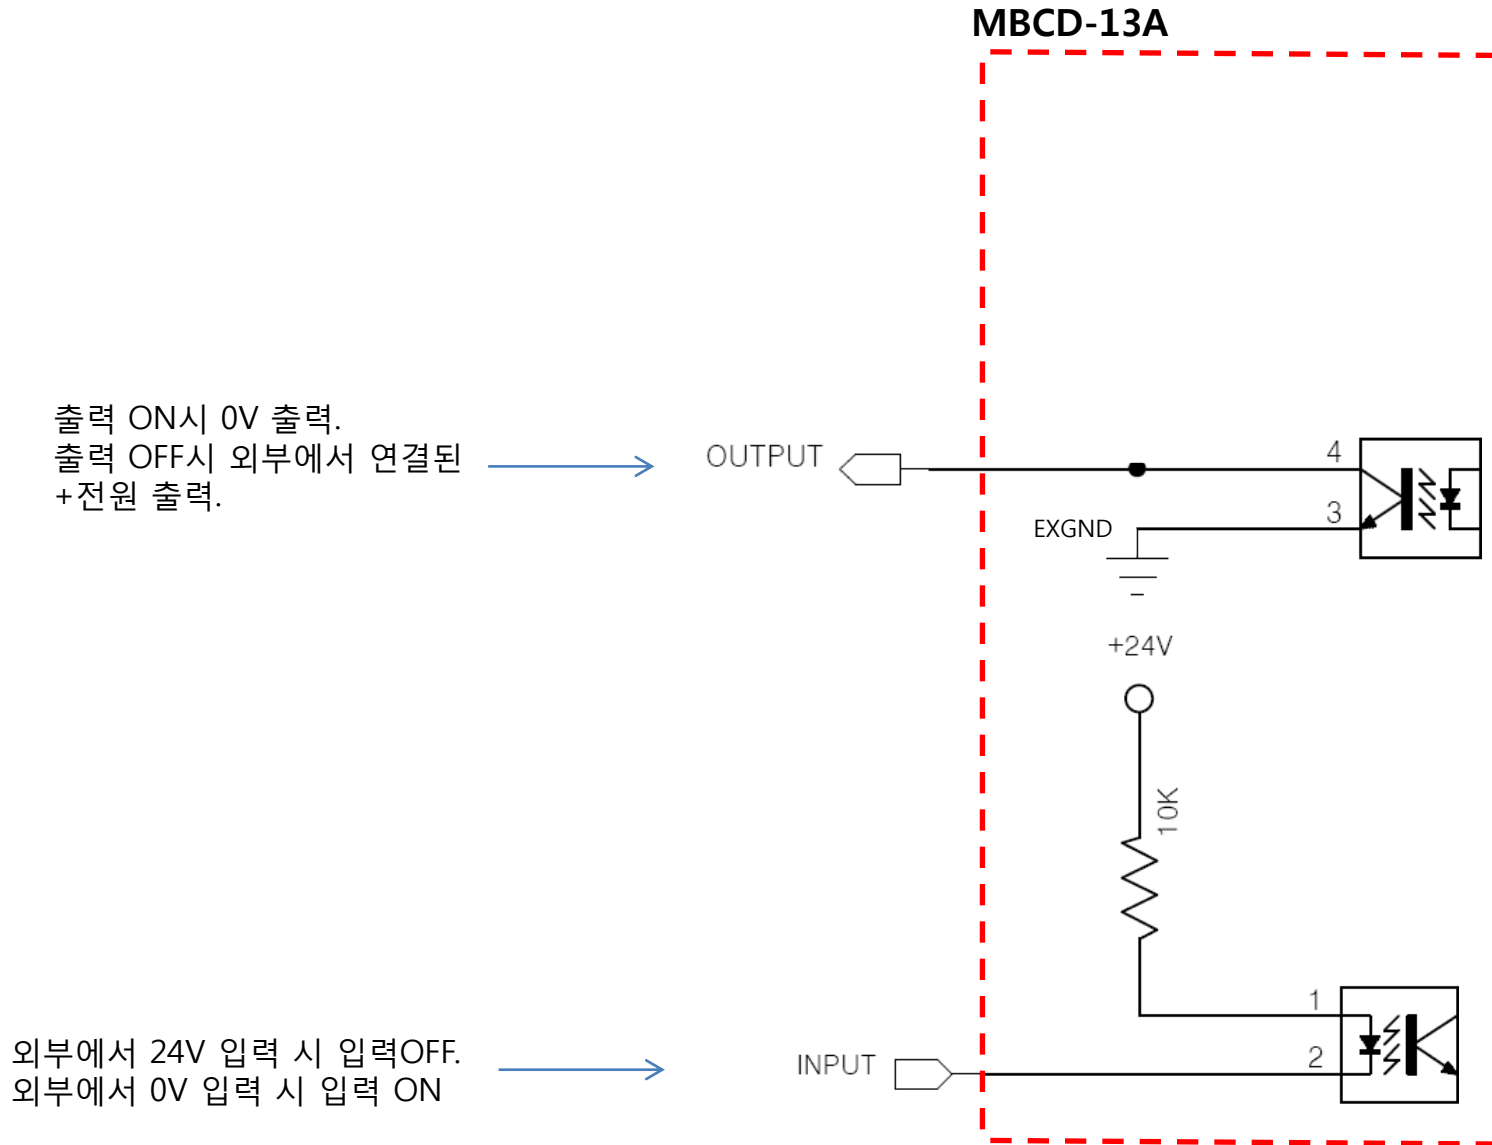 MBCD-13A
출력 ON시 0V 출력.
출력 OFF시 외부에서 연결된
+전원 출력.
OUTPUT
4
3
EXGND
+24V
10K
1
외부에서 24V 입력 시 입력OFF.
외부에서 0V 입력 시 입력 ON
INPUT
2